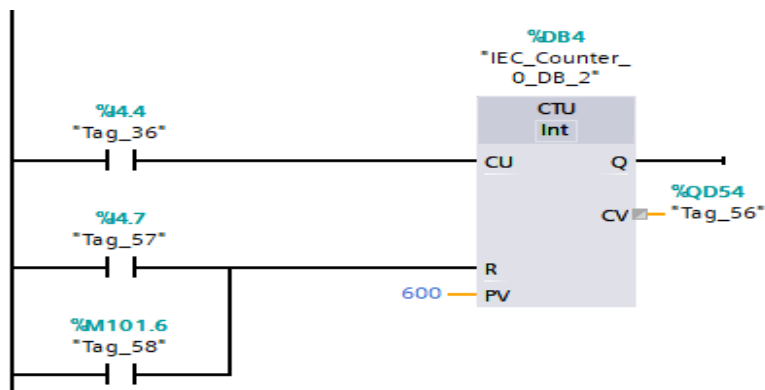 %DB4
"IEC_Counter_
0_DB_2"
CTU
Int
%I4.4
"Tag_36"
CU Q
%QD54
CV "Tag_56"
%I4.7
"Tag_57"
R
600 PV
%M101.6
"Tag_58"